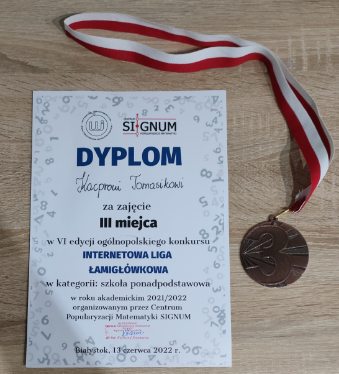 SIGNUM
DYPLOM
Kacprowi Tomasikowi
za zajęcie
III miejca
w VI edycji ogólnopolskiego konkursu
INTERNETOWA LIGA
ŁAMIGŁÓWKOWA
w kategorii: szkoła ponadpodstawowa
w roku akademickim 2021/2022
organizowanym przez Centrum
Popularyzacji Matematyki SIGNUM
Białystok, 13 czerwca 2022 r.